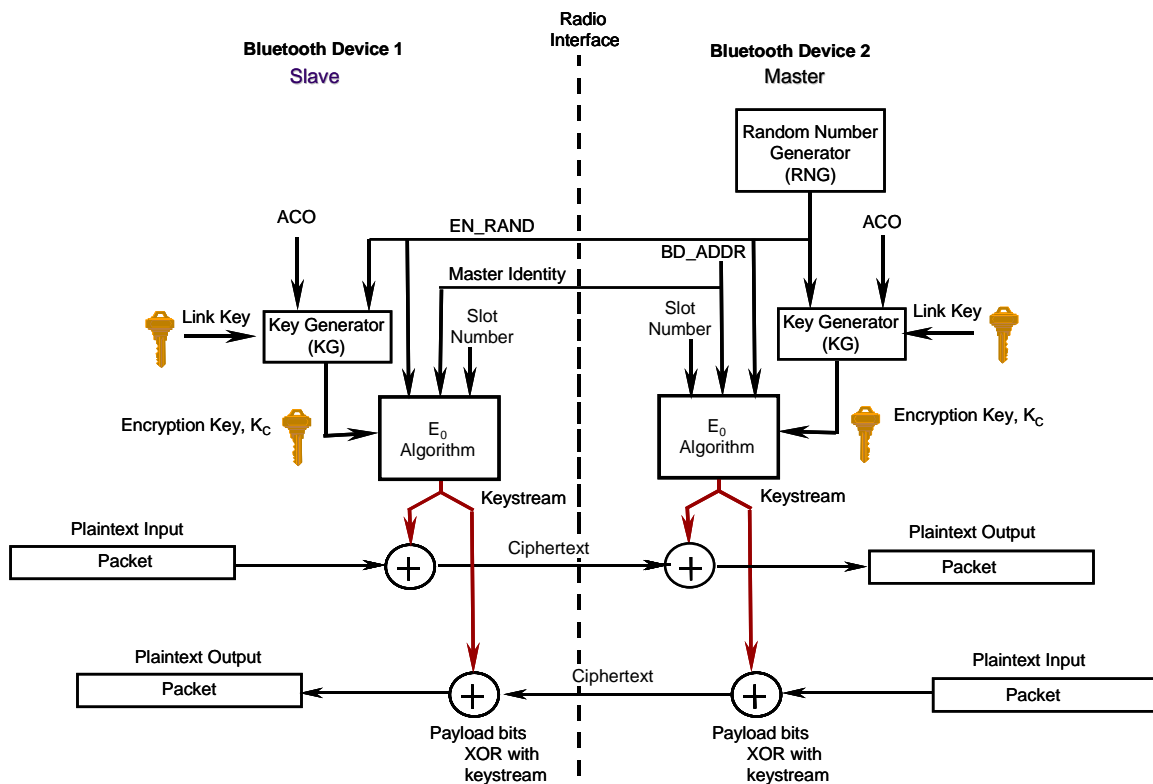 Radio
Interface
Bluetooth Device 1
Slave
Bluetooth Device 2
Master
Random Number
Generator
(RNG)
ACO
EN_RAND
ACO
BD_ADDR
Master Identity
Link Key
Key Generator
(KG)
Slot
Number
Slot
Number
Key Generator
(KG)
Link Key
Encryption Key, KC
E0
Algorithm
E0
Algorithm
Encryption Key, KC
Keystream
Keystream
Plaintext Input
Packet
Ciphertext
Plaintext Output
Packet
Plaintext Output
Packet
Ciphertext
Plaintext Input
Packet
Payload bits
XOR with
keystream
Payload bits
XOR with
keystream